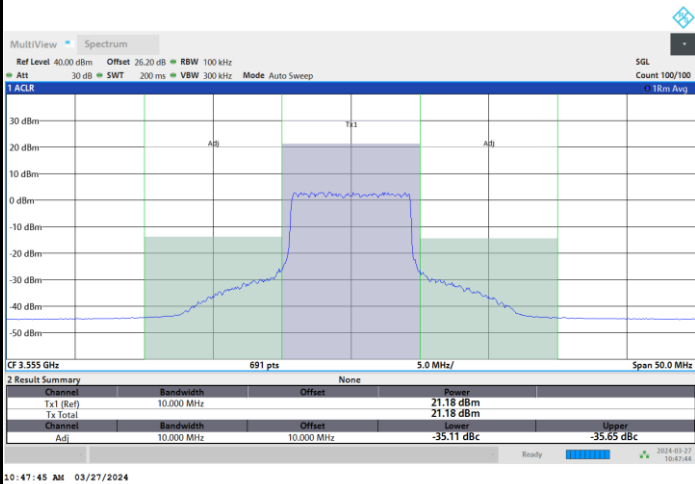 MultiView Spectrum
Ref Level 40.00 dBm Offset 26.20 dB RBW 100 kHz SGL
Att 30 dB SWT 200 ms VBW 300 kHz Mode Auto Sweep Count 100/100
1 ACLR 1Rm Avg
30 dBm
Tx1
20 dBm Adj Adj
10 dBm
0 dBm
-10 dBm
-20 dBm
-30 dBm
-40 dBm
-50 dBm
CF 3.555 GHz 691 pts 5.0 MHz/ Span 50.0 MHz
2 Result Summary None
Channel Bandwidth Offset Power
Tx1 (Ref) 10.000 MHz 21.18 dBm
Tx Total 21.18 dBm
Channel Bandwidth Offset Lower Upper
Adj 10.000 MHz 10.000 MHz -35.11 dBc -35.65 dBc
Ready 2024-03-27
10:47:44
10:47:45 AM 03/27/2024